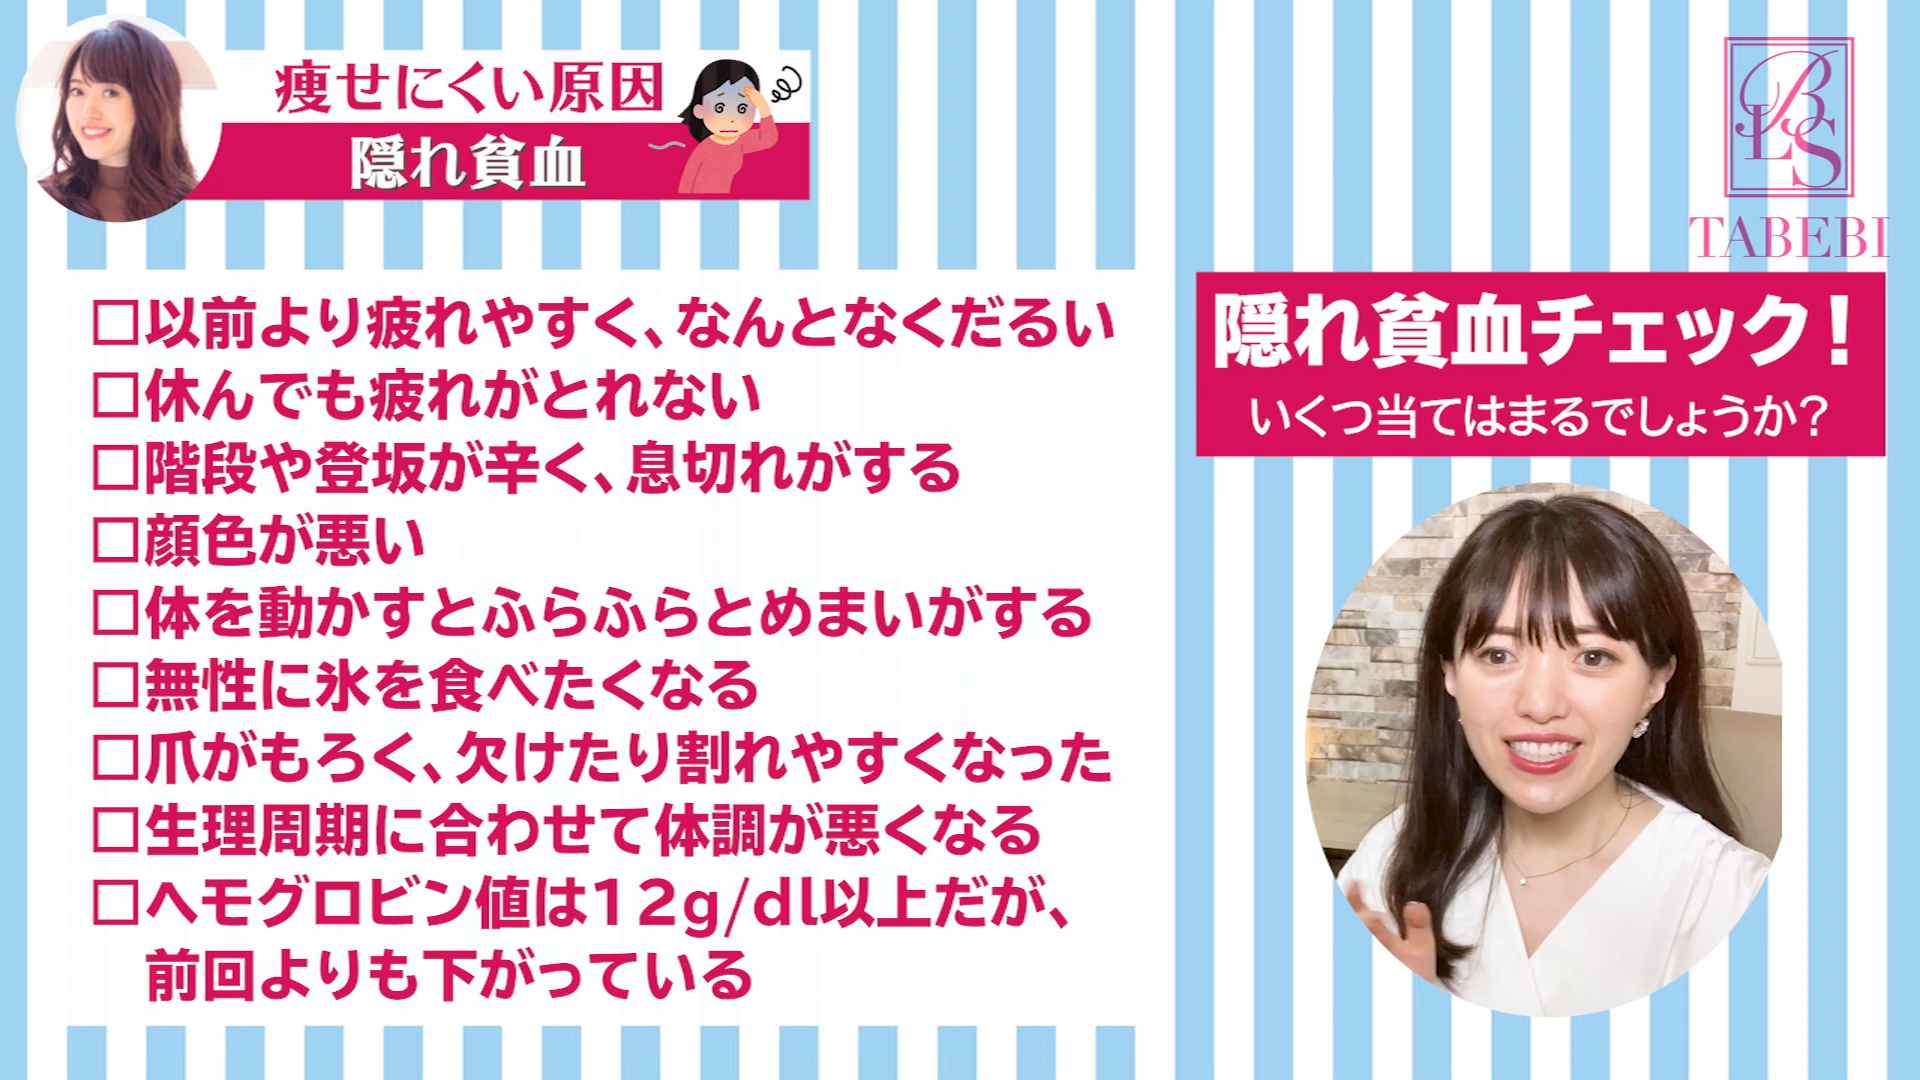 痩せにくい原因
隠れ貧血
BLS
TABEBI
□以前より疲れやすく、なんとなくだるい
□休んでも疲れがとれない
□階段や登坂が辛く、息切れがする
□顔色が悪い
□体を動かすとふらふらとめまいがする
□無性に氷を食べたくなる
□爪がもろく、欠けたり割れやすくなった
□生理周期に合わせて体調が悪くなる
□ヘモグロビン値は12g/dl以上だが、
前回よりも下がっている
隠れ貧血チェック!
いくつ当てはまるでしょうか?